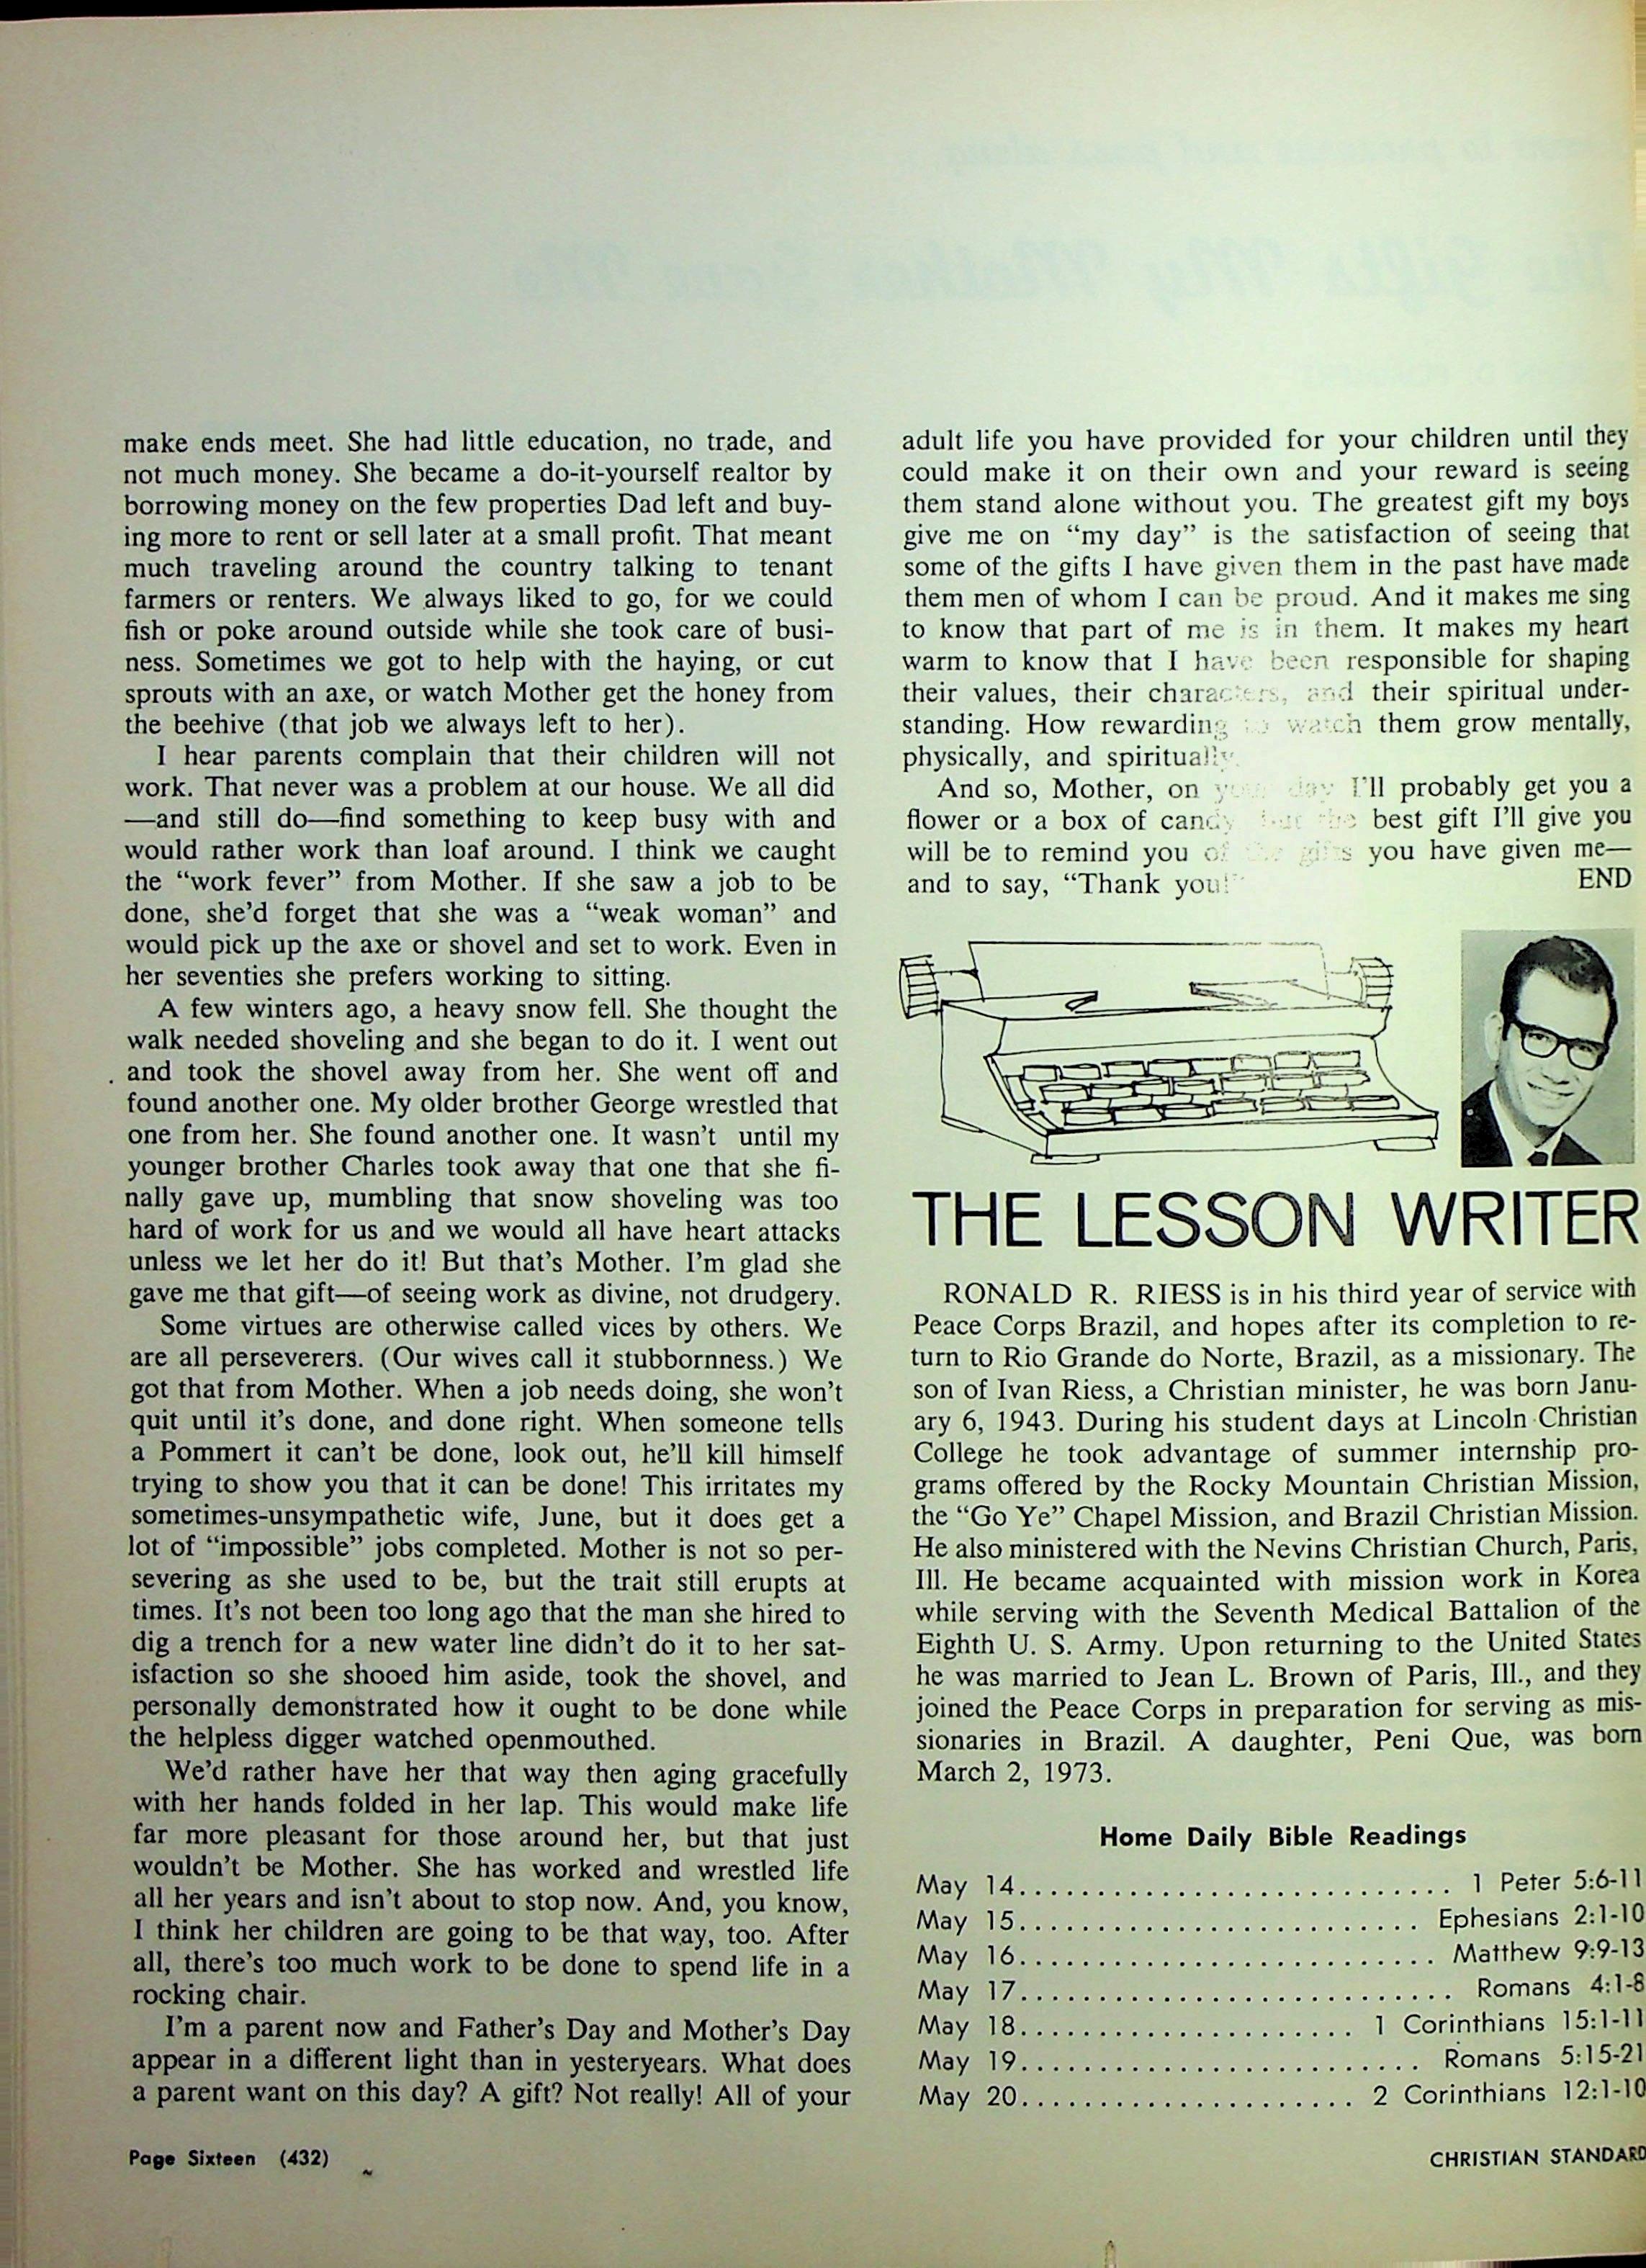 make ends meet. She had little education, no trade, and
not much money. She became a do-it-yourself realtor by
borrowing money on the few properties Dad left and buy-
ing more to rent or sell later at a small profit. That meant
much traveling around the country talking to tenant
farmers or renters. We always liked to go, for we could
fish or poke around outside while she took care of busi-
ness. Sometimes we got to help with the haying, or cut
sprouts with an axe, or watch Mother get the honey from
the beehive (that job we always left to her).
I hear parents complain that their children will not
work. That never was a problem at our house. We all did
—and still do—find something to keep busy with and
would rather work than loaf around. I think we caught
the “work fever” from Mother. If she saw a job to be
done, she’d forget that she was a “weak woman” and
would pick up the axe or shovel and set to work. Even in
her seventies she prefers working to sitting.
A few winters ago, a heavy snow fell. She thought the
walk needed shoveling and she began to do it. I went out
and took the shovel away from her. She went off and
found another one. My older brother George wrestled that
one from her. She found another one. It wasn’t until my
younger brother Charles took away that one that she fi-
nally gave up, mumbling that snow shoveling was too
hard of work for us and we would all have heart attacks
unless we let her do it! But that’s Mother. I’m glad she
gave me that gift—of seeing work as divine, not drudgery.
Some virtues are otherwise called vices by others. We
are all perseverers. (Our wives call it stubbornness.) We
got that from Mother. When a job needs doing, she won’t
quit until it’s done, and done right. When someone tells
a Pommert it can’t be done, look out, he’ll kill himself
trying to show you that it can be done! This irritates my
sometimes-unsympathetic wife, June, but it does get a
lot of “impossible” jobs completed. Mother is not so per-
severing as she used to be, but the trait still erupts at
times. It’s not been too long ago that the man she hired to
dig a trench for a new water line didn’t do it to her sat-
isfaction so she shooed him aside, took the shovel, and
personally demonstrated how it ought to be done while
the helpless digger watched openmouthed.
We’d rather have her that way then aging gracefully
with her hands folded in her lap. This would make life
far more pleasant for those around her, but that just
wouldn’t be Mother. She has worked and wrestled life
all her years and isn’t about to stop now. And, you know,
I think her children are going to be that way, too. After
all, there’s too much work to be done to spend life in a
rocking chair.
I’m a parent now and Father’s Day and Mother’s Day
appear in a different light than in yesteryears. What does
a parent want on this day? A gift? Not really! All of your
adult life you have provided for your children until they
could make it on their own and your reward is seeing
them stand alone without you. The greatest gift my boys
give me on “my day” is the satisfaction of seeing that
some of the gifts I have given them in the past have made
them men of whom I can be proud. And it makes me sing
to know that part of me is in them. It makes my heart
warm to know that I have been responsible for shaping
their values, their characters, and their spiritual under-
standing. How rewarding to watch them grow mentally,
physically, and spiritually.
And so, Mother, on your day I’ll probably get you a
flower or a box of candy but the best gift I’ll give you
will be to remind you of the gifts you have given me—
and to say, “Thank you!”
END
THE LESSON WRITER
RONALD R. RIESS is in his third year of service with
Peace Corps Brazil, and hopes after its completion to re-
turn to Rio Grande do Norte, Brazil, as a missionary. The
son of Ivan Riess, a Christian minister, he was born Janu-
ary 6, 1943. During his student days at Lincoln Christian
College he took advantage of summer internship pro-
grams offered by the Rocky Mountain Christian Mission,
the “Go Ye” Chapel Mission, and Brazil Christian Mission.
He also ministered with the Nevins Christian Church, Paris,
Ill. He became acquainted with mission work in Korea
while serving with the Seventh Medical Battalion of the
Eighth U. S. Army. Upon returning to the United States
he was married to Jean L. Brown of Paris, Ill., and they
joined the Peace Corps in preparation for serving as mis-
sionaries in Brazil. A daughter, Peni Que, was born
March 2, 1973.
Home Daily Bible Readings
May 14........................... 1 Peter 5:6-11
May 15......................... Ephesians 2:1-10
May 16.......................... Matthew 9:9-13
May 17........................... Romans 4:1-8
May 18..................... 1 Corinthians 15:1-11
May 19......................... Romans 5:15-21
May 20..................... 2 Corinthians 12:1-10
Page Sixteen (432)
CHRISTIAN STANDARD